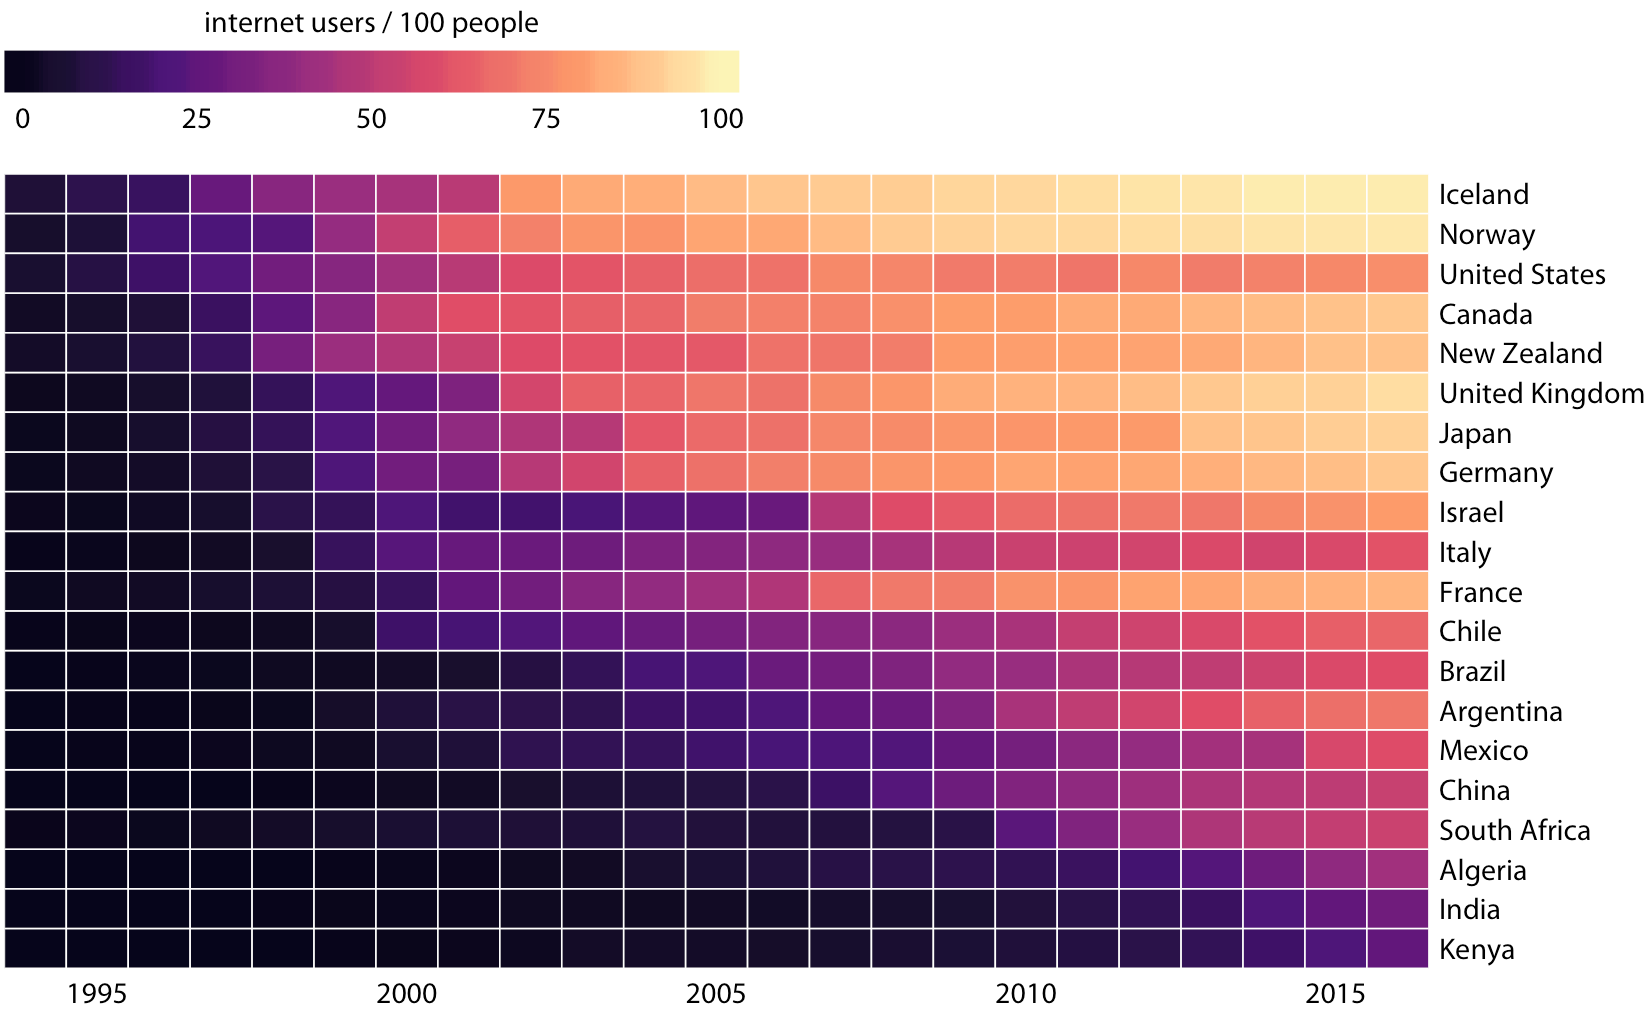 internet users / 100 people
0 25 50 75 100
Iceland
Norway
United States
Canada
New Zealand
United Kingdom
Japan
Germany
Israel
Italy
France
Chile
Brazil
Argentina
Mexico
China
South Africa
Algeria
India
Kenya
1995 2000 2005 2010 2015